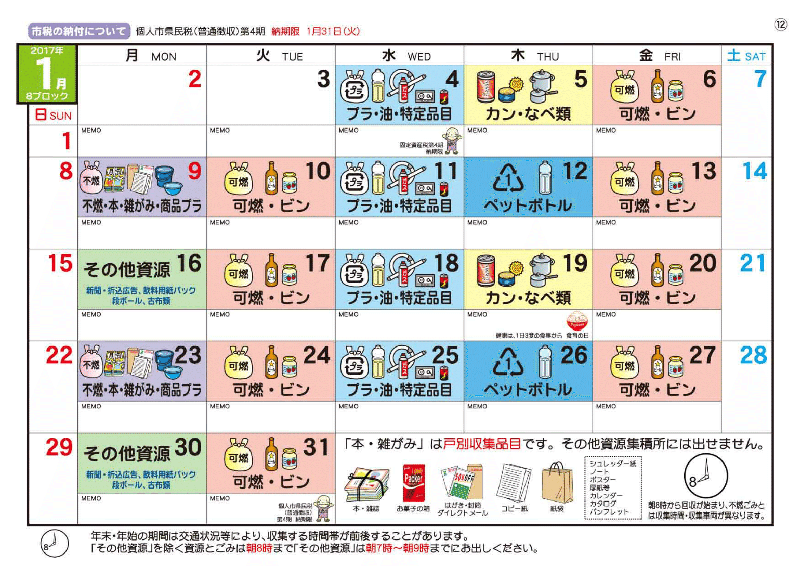 市税の納付について 個人市県民税(普通徴収)第4期 納期限 1月31日(火)
⑫
2017年
1月
8ブロック
日 SUN
月 MON
火 TUE
水 WED
木 THU
金 FRI
土 SAT
1
2
MEMO
3
MEMO
4
プラ・油・特定品目
MEMO
固定資産税第4期
納期限
5
カン・なべ類
MEMO
6
可燃
可燃・ビン
MEMO
7
8
不燃
9
不燃・本・雑がみ・商品プラ
MEMO
可燃
10
可燃・ビン
MEMO
プラ
11
プラ・油・特定品目
MEMO
1
12
ペットボトル
MEMO
可燃
13
可燃・ビン
MEMO
14
15
その他資源 16
新聞・折込広告、飲料用紙パック
段ボール、古布類
MEMO
可燃
17
可燃・ビン
MEMO
プラ
18
プラ・油・特定品目
MEMO
19
カン・なべ類
MEMO
健康は、1日3度の食事から 食育の日
可燃
20
可燃・ビン
MEMO
21
22
不燃
23
不燃・本・雑がみ・商品プラ
MEMO
可燃
24
可燃・ビン
MEMO
プラ
25
プラ・油・特定品目
MEMO
1
26
ペットボトル
MEMO
可燃
27
可燃・ビン
MEMO
28
29
その他資源 30
新聞・折込広告、飲料用紙パック
段ボール、古布類
MEMO
可燃
31
可燃・ビン
MEMO
個人市県民税
(普通徴収)
第4期 納期限
「本・雑がみ」は戸別収集品目です。その他資源集積所には出せません。
本・雑誌
お菓子の箱
はがき・封筒
ダイレクトメール
コピー紙
紙袋
シュレッダー紙
ノート
ポスター
厚紙等
カレンダー
カタログ
パンフレット
8
朝8時から回収が始まり、不燃ごみと
は収集時間・収集車両が異なります。
8
年末・年始の期間は交通状況等により、収集する時間帯が前後することがあります。
「その他資源」を除く資源とごみは朝8時まで「その他資源」は朝7時〜朝9時までにお出しください。